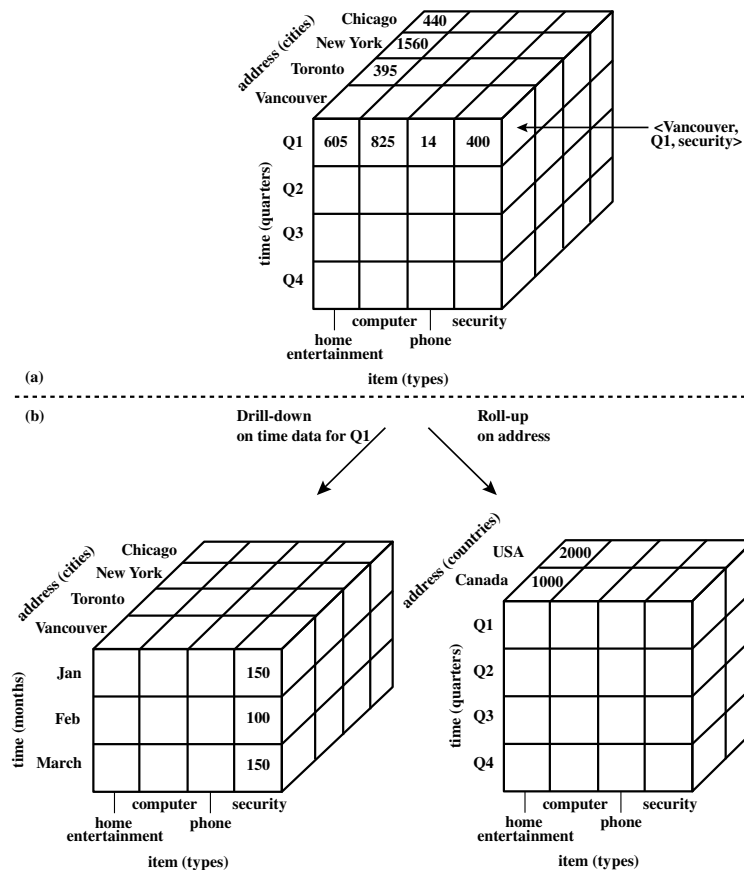 Chicago 440
New York 1560
Toronto 395
Vancouver
address (cities)
Q1 605 825 14 400
<Vancouver,
Q1, security>
Q2
Q3
Q4
time (quarters)
computer security
home phone
entertainment
(a) item (types)
(b) Drill-down Roll-up
on time data for Q1 on address
Chicago
New York
Toronto
Vancouver
address (cities)
Jan 150
Feb 100
March 150
time (months)
computer security
home phone
entertainment
item (types)
address (countries)
USA 2000
Canada 1000
Q1
Q2
Q3
Q4
time (quarters)
computer security
home phone
entertainment
item (types)